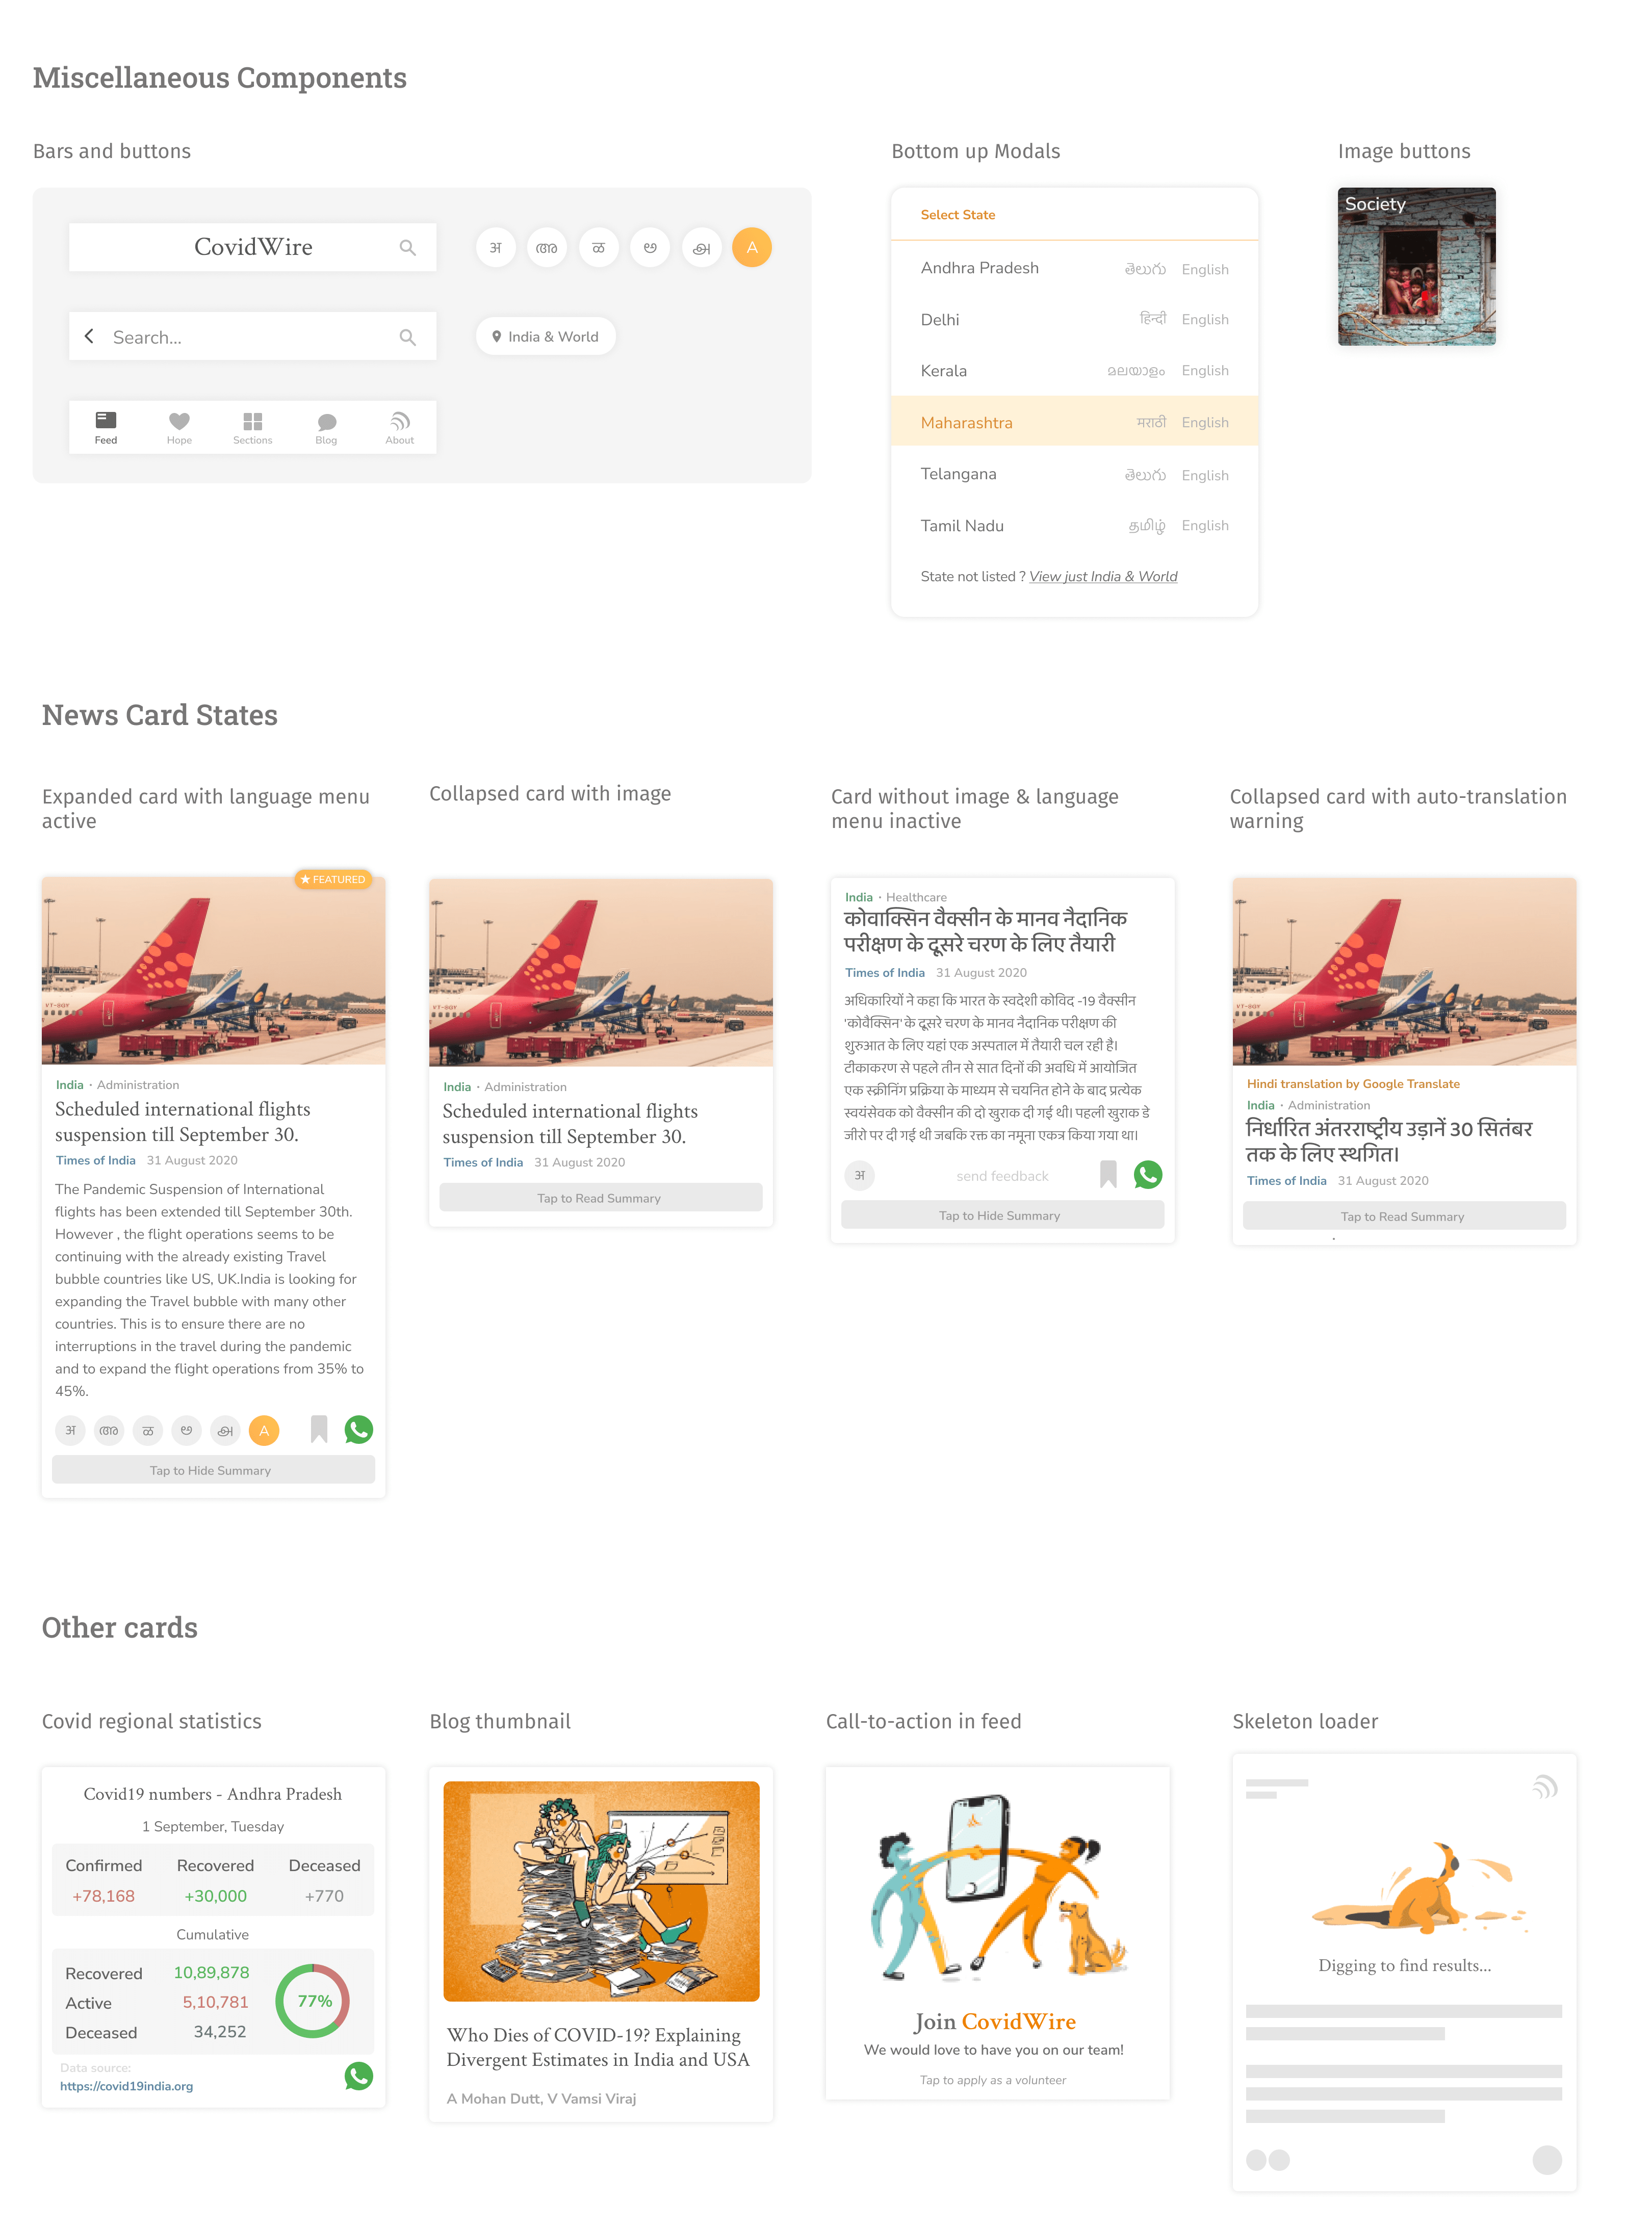 Miscellaneous Components
Bars and buttons
CovidWire
अ അ ळ అ அ A
Search...
India & World
Feed Hope Sections Blog About
Bottom up Modals
Select State
Andhra Pradesh తెలుగు English
Delhi हिन्दी English
Kerala മലയാളം English
Maharashtra मराठी English
Telangana తెలుగు English
Tamil Nadu தமிழ் English
State not listed ? View just India & World
Image buttons
Society
News Card States
Expanded card with language menu
active
★ FEATURED
VT-SGY
India · Administration
Scheduled international flights
suspension till September 30.
Times of India 31 August 2020
The Pandemic Suspension of International
flights has been extended till September 30th.
However , the flight operations seems to be
continuing with the already existing Travel
bubble countries like US, UK.India is looking for
expanding the Travel bubble with many other
countries. This is to ensure there are no
interruptions in the travel during the pandemic
and to expand the flight operations from 35% to
45%.
अ അ ळ అ அ A
Tap to Hide Summary
Collapsed card with image
VT-SGY
India · Administration
Scheduled international flights
suspension till September 30.
Times of India 31 August 2020
Tap to Read Summary
Card without image & language
menu inactive
India · Healthcare
कोवाक्सिन वैक्सीन के मानव नैदानिक
परीक्षण के दूसरे चरण के लिए तैयारी
Times of India 31 August 2020
अधिकारियों ने कहा कि भारत के स्वदेशी कोविद -19 वैक्सीन
'कोवैक्सिन' के दूसरे चरण के मानव नैदानिक परीक्षण की
शुरुआत के लिए यहां एक अस्पताल में तैयारी चल रही है।
टीकाकरण से पहले तीन से सात दिनों की अवधि में आयोजित
एक स्क्रीनिंग प्रक्रिया के माध्यम से चयनित होने के बाद प्रत्येक
स्वयंसेवक को वैक्सीन की दो खुराक दी गई थी। पहली खुराक डे
जीरो पर दी गई थी जबकि रक्त का नमूना एकत्र किया गया था।
अ send feedback
Tap to Hide Summary
Collapsed card with auto-translation
warning
VT-SGY
Hindi translation by Google Translate
India · Administration
निर्धारित अंतरराष्ट्रीय उड़ानें 30 सितंबर
तक के लिए स्थगित।
Times of India 31 August 2020
Tap to Read Summary
.
Other cards
Covid regional statistics
Covid19 numbers - Andhra Pradesh
1 September, Tuesday
Confirmed Recovered Deceased
+78,168 +30,000 +770
Cumulative
Recovered 10,89,878
Active 5,10,781
Deceased 34,252
77%
Data source:
https://covid19india.org
Blog thumbnail
Who Dies of COVID-19? Explaining
Divergent Estimates in India and USA
A Mohan Dutt, V Vamsi Viraj
Call-to-action in feed
Join CovidWire
We would love to have you on our team!
Tap to apply as a volunteer
Skeleton loader
Digging to find results...